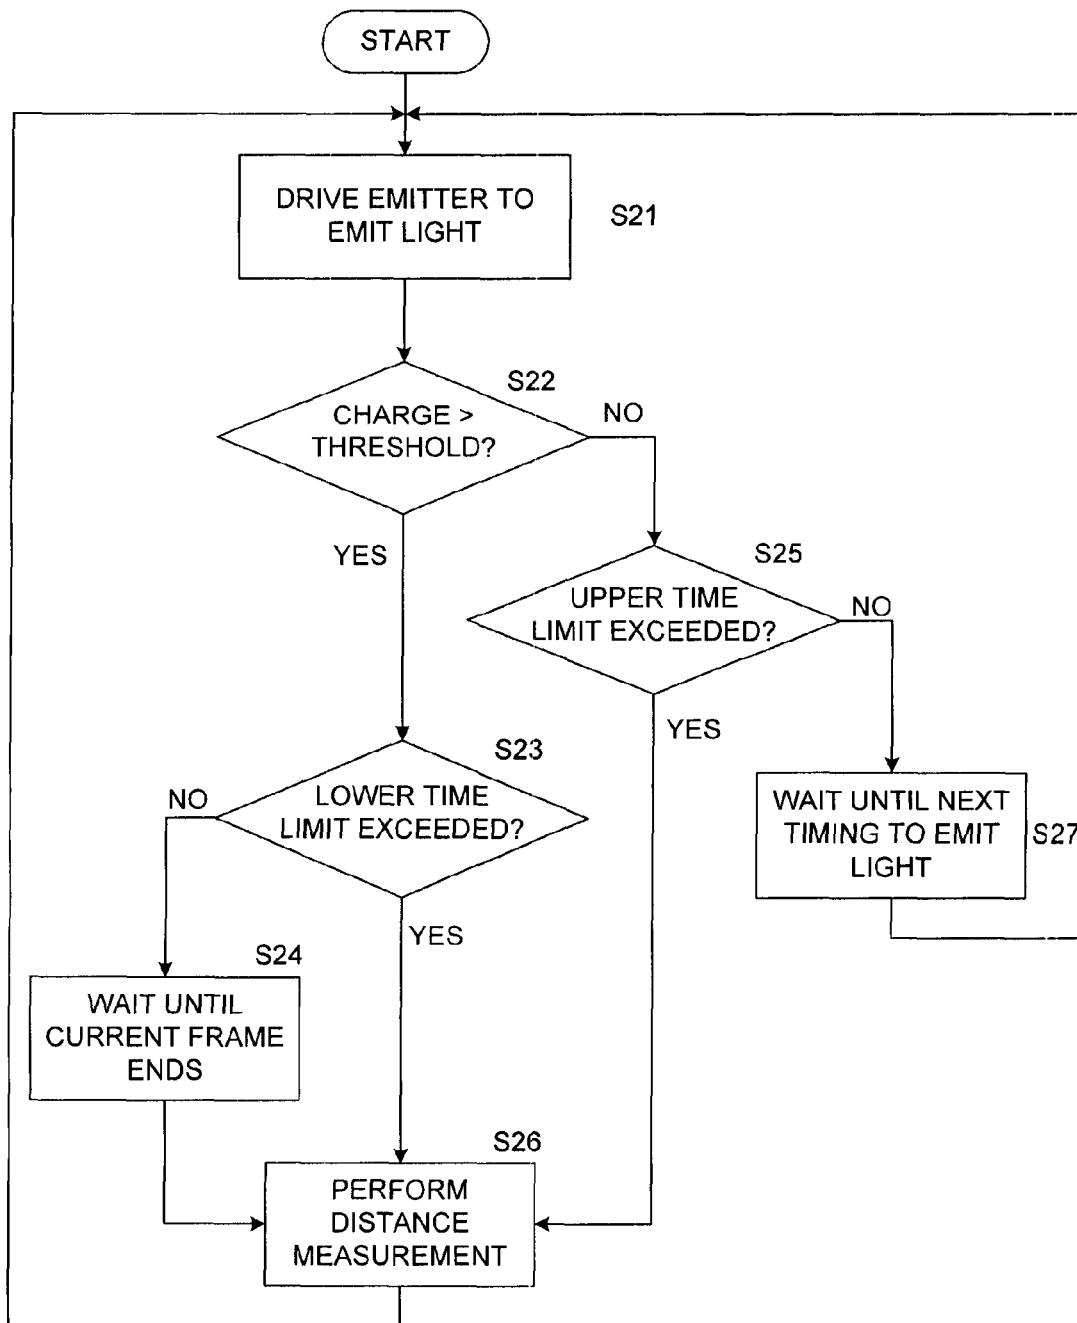 START
DRIVE EMITTER TO
EMIT LIGHT
S21
S22
CHARGE >
THRESHOLD?
NO
YES
S25
UPPER TIME
LIMIT EXCEEDED?
NO
YES
S23
LOWER TIME
LIMIT EXCEEDED?
NO
YES
WAIT UNTIL NEXT
TIMING TO EMIT
LIGHT
S27
S24
WAIT UNTIL
CURRENT FRAME
ENDS
S26
PERFORM
DISTANCE
MEASUREMENT